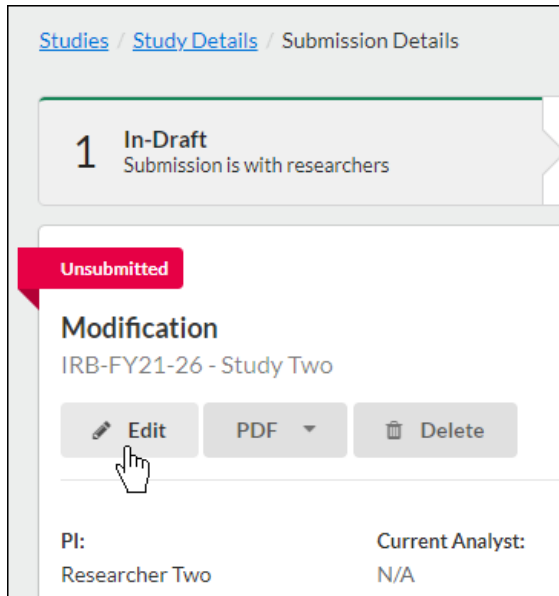 Studies / Study Details / Submission Details
1 In-Draft
Submission is with researchers
Unsubmitted
Modification
IRB-FY21-26 - Study Two
Edit PDF Delete
PI: Current Analyst:
Researcher Two N/A